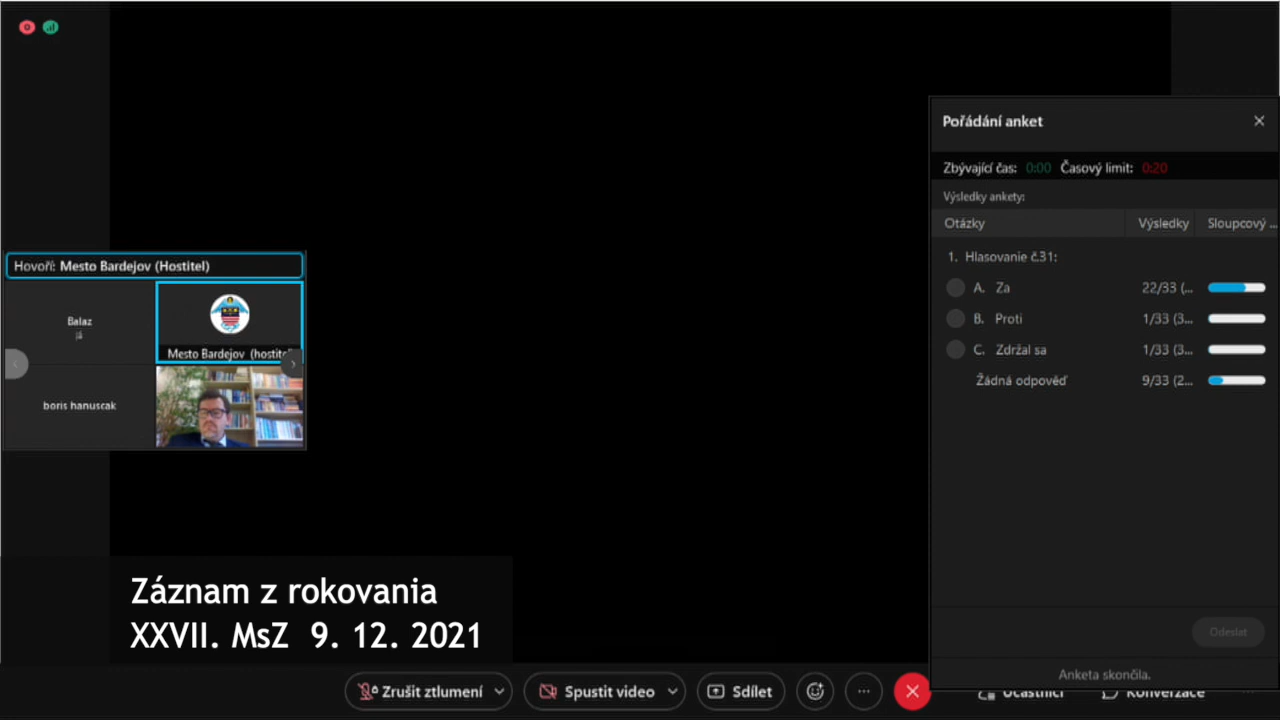 Pořádání anket
Zbývající čas: 0:00 Časový limit: 0:20
Výsledky ankety:
Otázky Výsledky Sloupcový ...
1. Hlasovanie č.31:
A. Za 22/33 (...
B. Proti 1/33 (3...
C. Zdržal sa 1/33 (3...
Žádná odpověď 9/33 (2...
Odeslat
Anketa skončila.
Hovoří: Mesto Bardejov (Hostitel)
Balaz
já
Mesto Bardejov (hostite
boris hanuscak
Záznam z rokovania
XXVII. MsZ 9. 12. 2021
Zrušit ztlumení Spustit video Sdílet Účastníci Konverzace